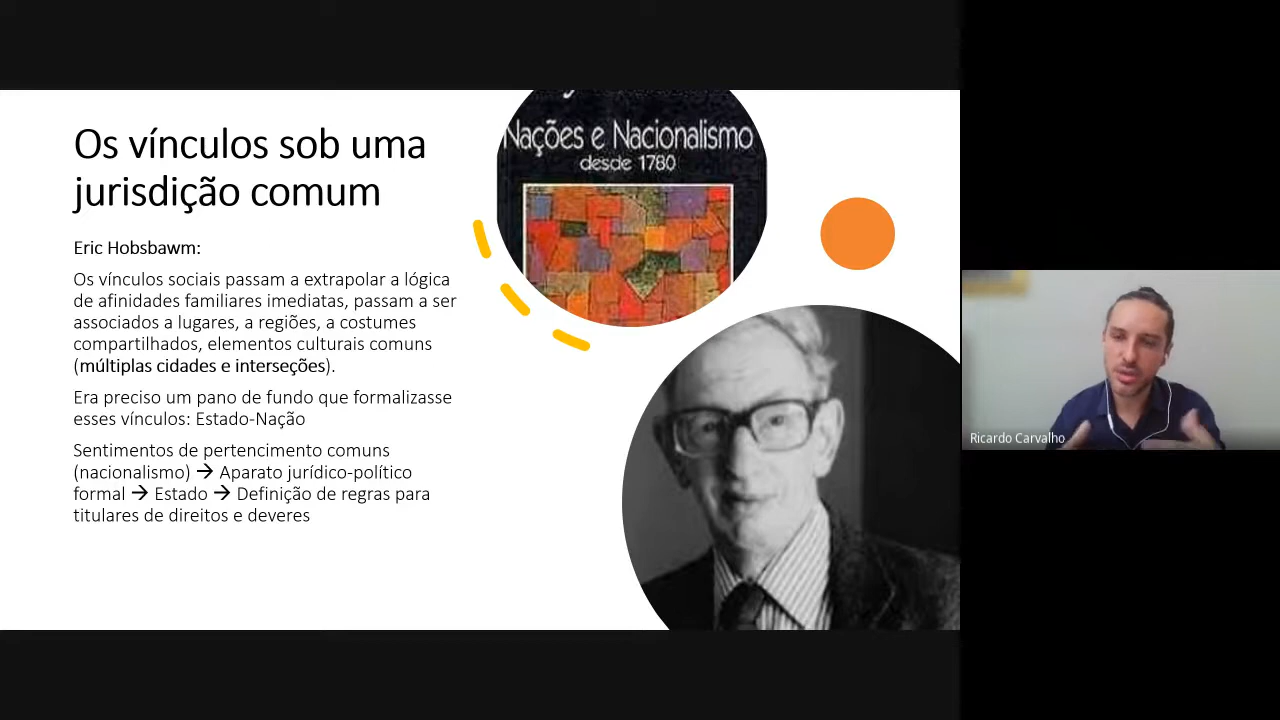 Os vínculos sob uma
jurisdição comum
Eric Hobsbawm:
Os vínculos sociais passam a extrapolar a lógica
de afinidades familiares imediatas, passam a ser
associados a lugares, a regiões, a costumes
compartilhados, elementos culturais comuns
(múltiplas cidades e interseções).
Era preciso um pano de fundo que formalizasse
esses vínculos: Estado-Nação
Sentimentos de pertencimento comuns
(nacionalismo) → Aparato jurídico-político
formal → Estado → Definição de regras para
titulares de direitos e deveres
Nações e Nacionalismo
desde 1780
Ricardo Carvalho